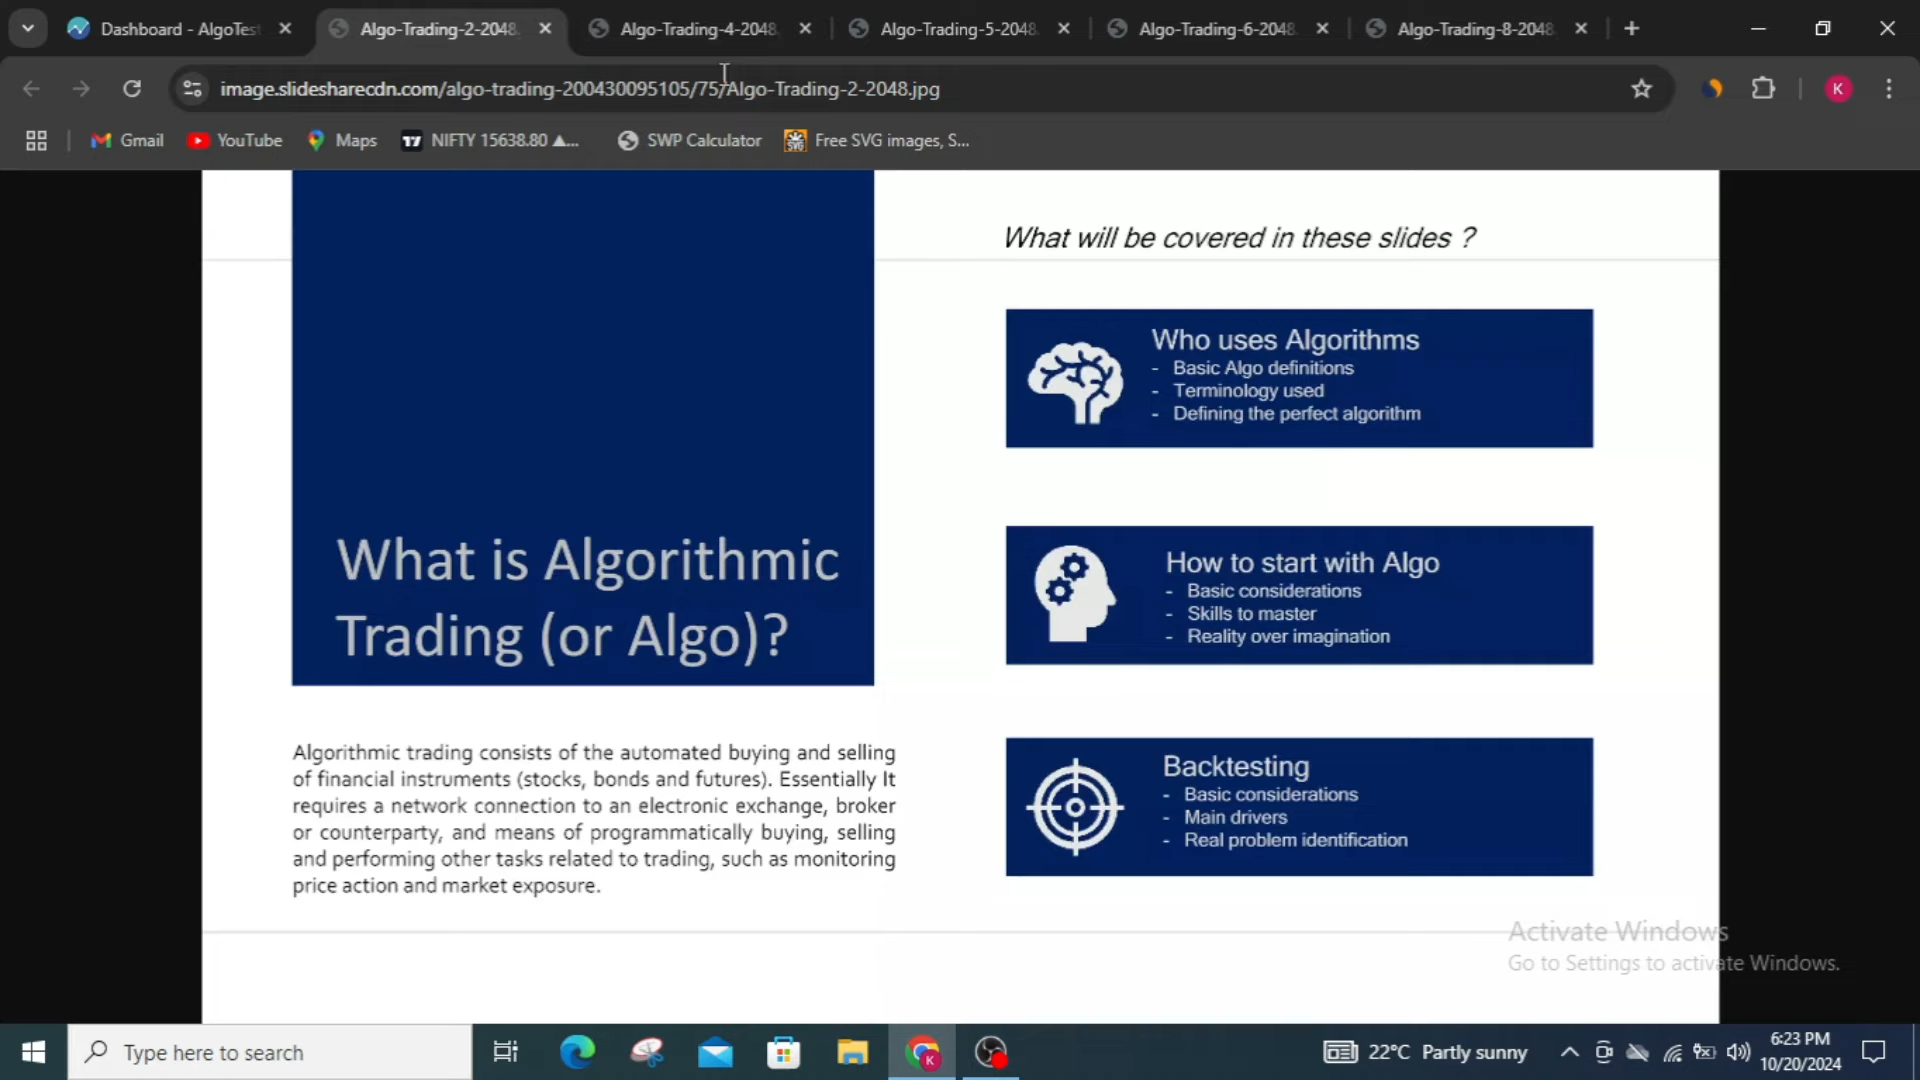 Dashboard - AlgoTest
Algo-Trading-2-2048.
Algo-Trading-4-2048.
Algo-Trading-5-2048.
Algo-Trading-6-2048.
Algo-Trading-8-2048.
image.slidesharecdn.com/algo-trading-200430095105/75/Algo-Trading-2-2048.jpg
K
Gmail
YouTube
Maps
NIFTY 15638.80 ▲...
SWP Calculator
Free SVG images, S...
What will be covered in these slides ?
Who uses Algorithms
- Basic Algo definitions
- Terminology used
- Defining the perfect algorithm
What is Algorithmic
Trading (or Algo)?
How to start with Algo
- Basic considerations
- Skills to master
- Reality over imagination
Algorithmic trading consists of the automated buying and selling
of financial instruments (stocks, bonds and futures). Essentially It
requires a network connection to an electronic exchange, broker
or counterparty, and means of programmatically buying, selling
and performing other tasks related to trading, such as monitoring
price action and market exposure.
Backtesting
- Basic considerations
- Main drivers
- Real problem identification
Activate Windows
Go to Settings to activate Windows.
Type here to search
K
22°C Partly sunny
6:23 PM
10/20/2024